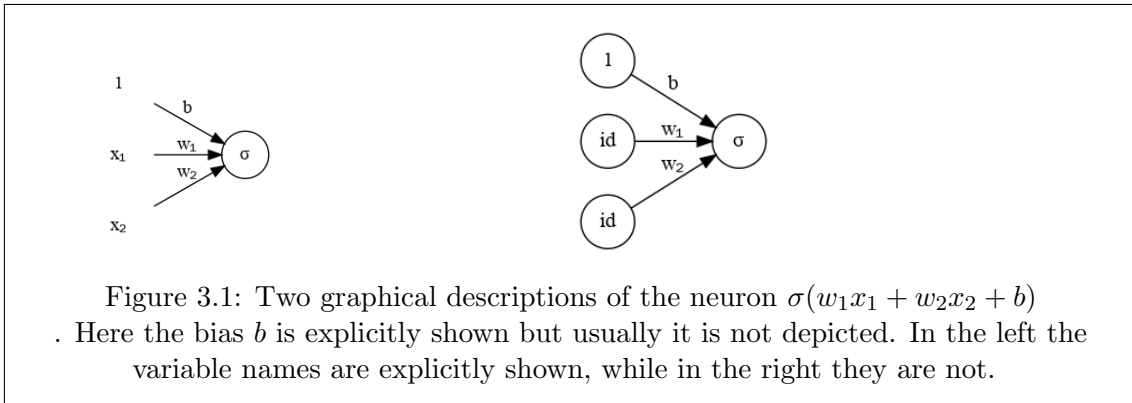 1
b
x₁
w₁
σ
w₂
x₂
1
b
id
w₁
σ
w₂
id
Figure 3.1: Two graphical descriptions of the neuron σ(w₁x₁ + w₂x₂ + b)
. Here the bias b is explicitly shown but usually it is not depicted. In the left the
variable names are explicitly shown, while in the right they are not.